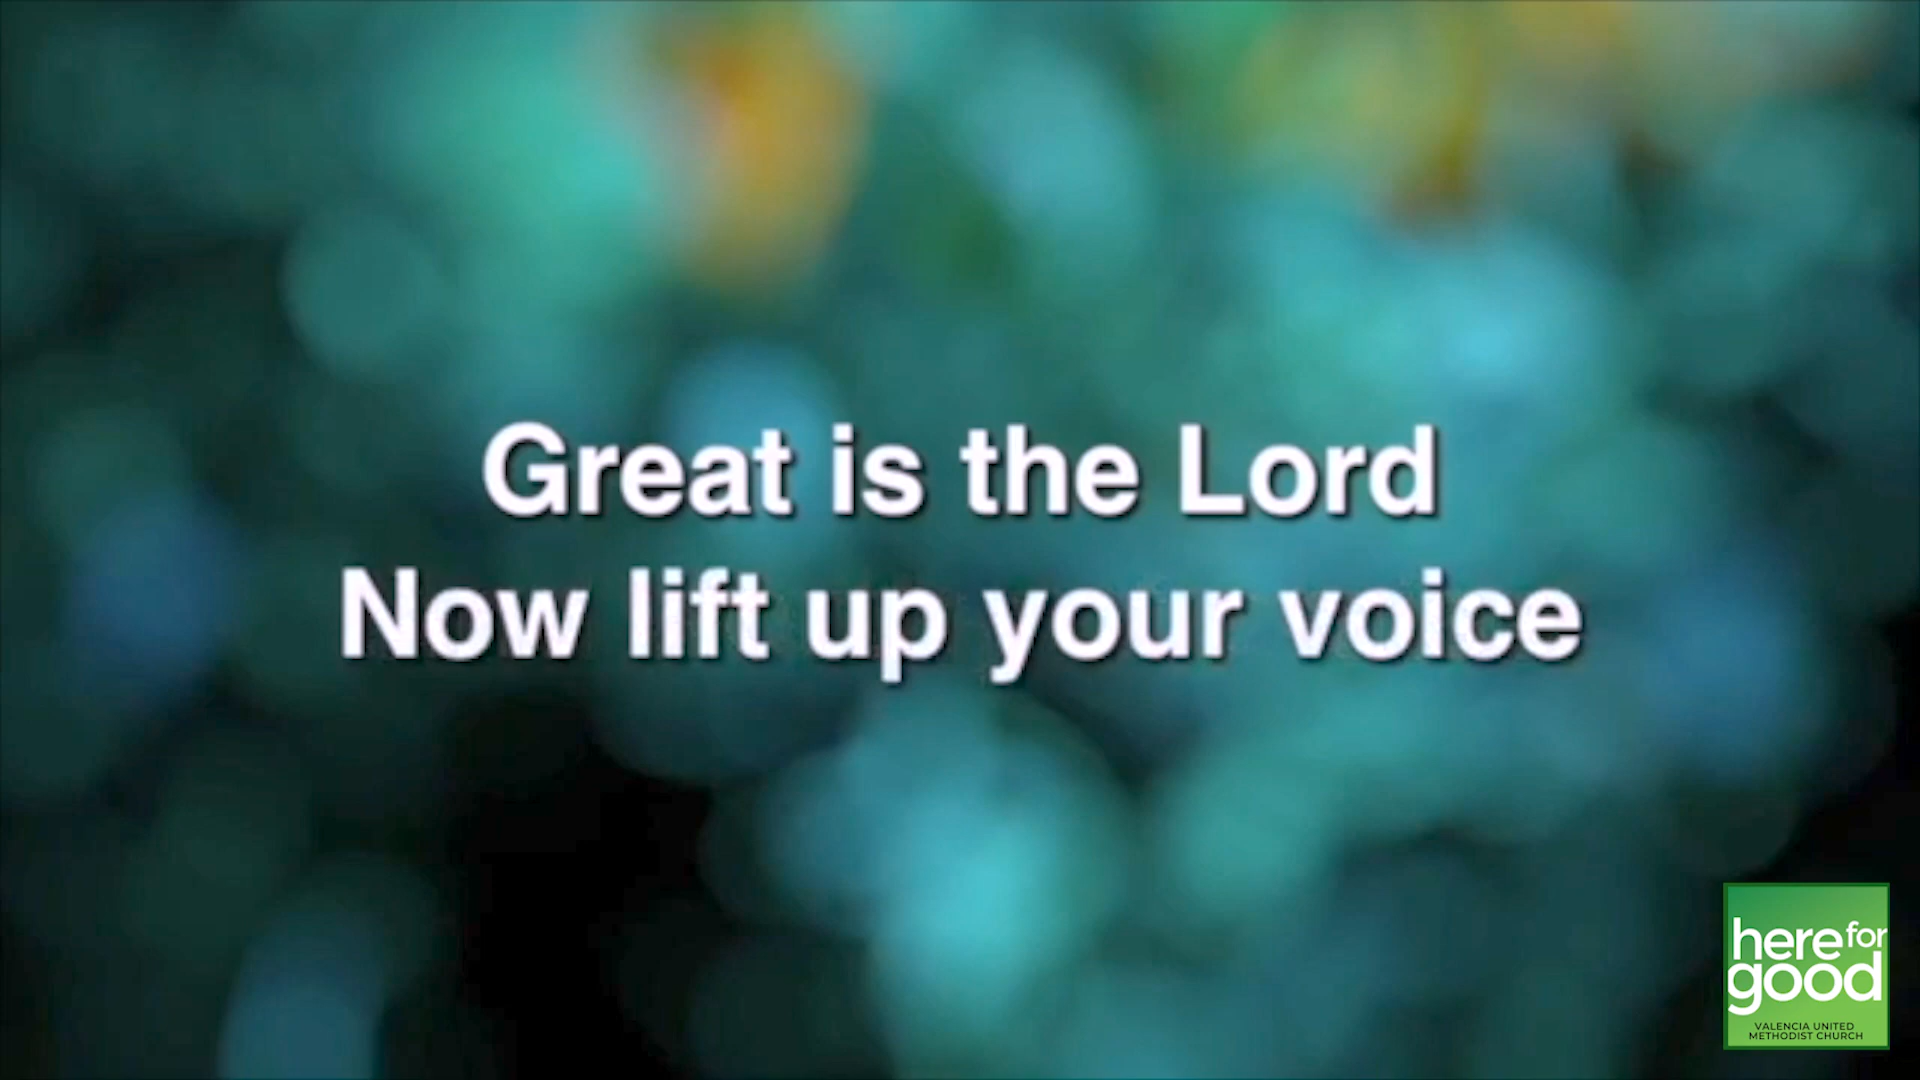 Great is the Lord
Now lift up your voice
here for
good
VALENCIA UNITED
METHODIST CHURCH